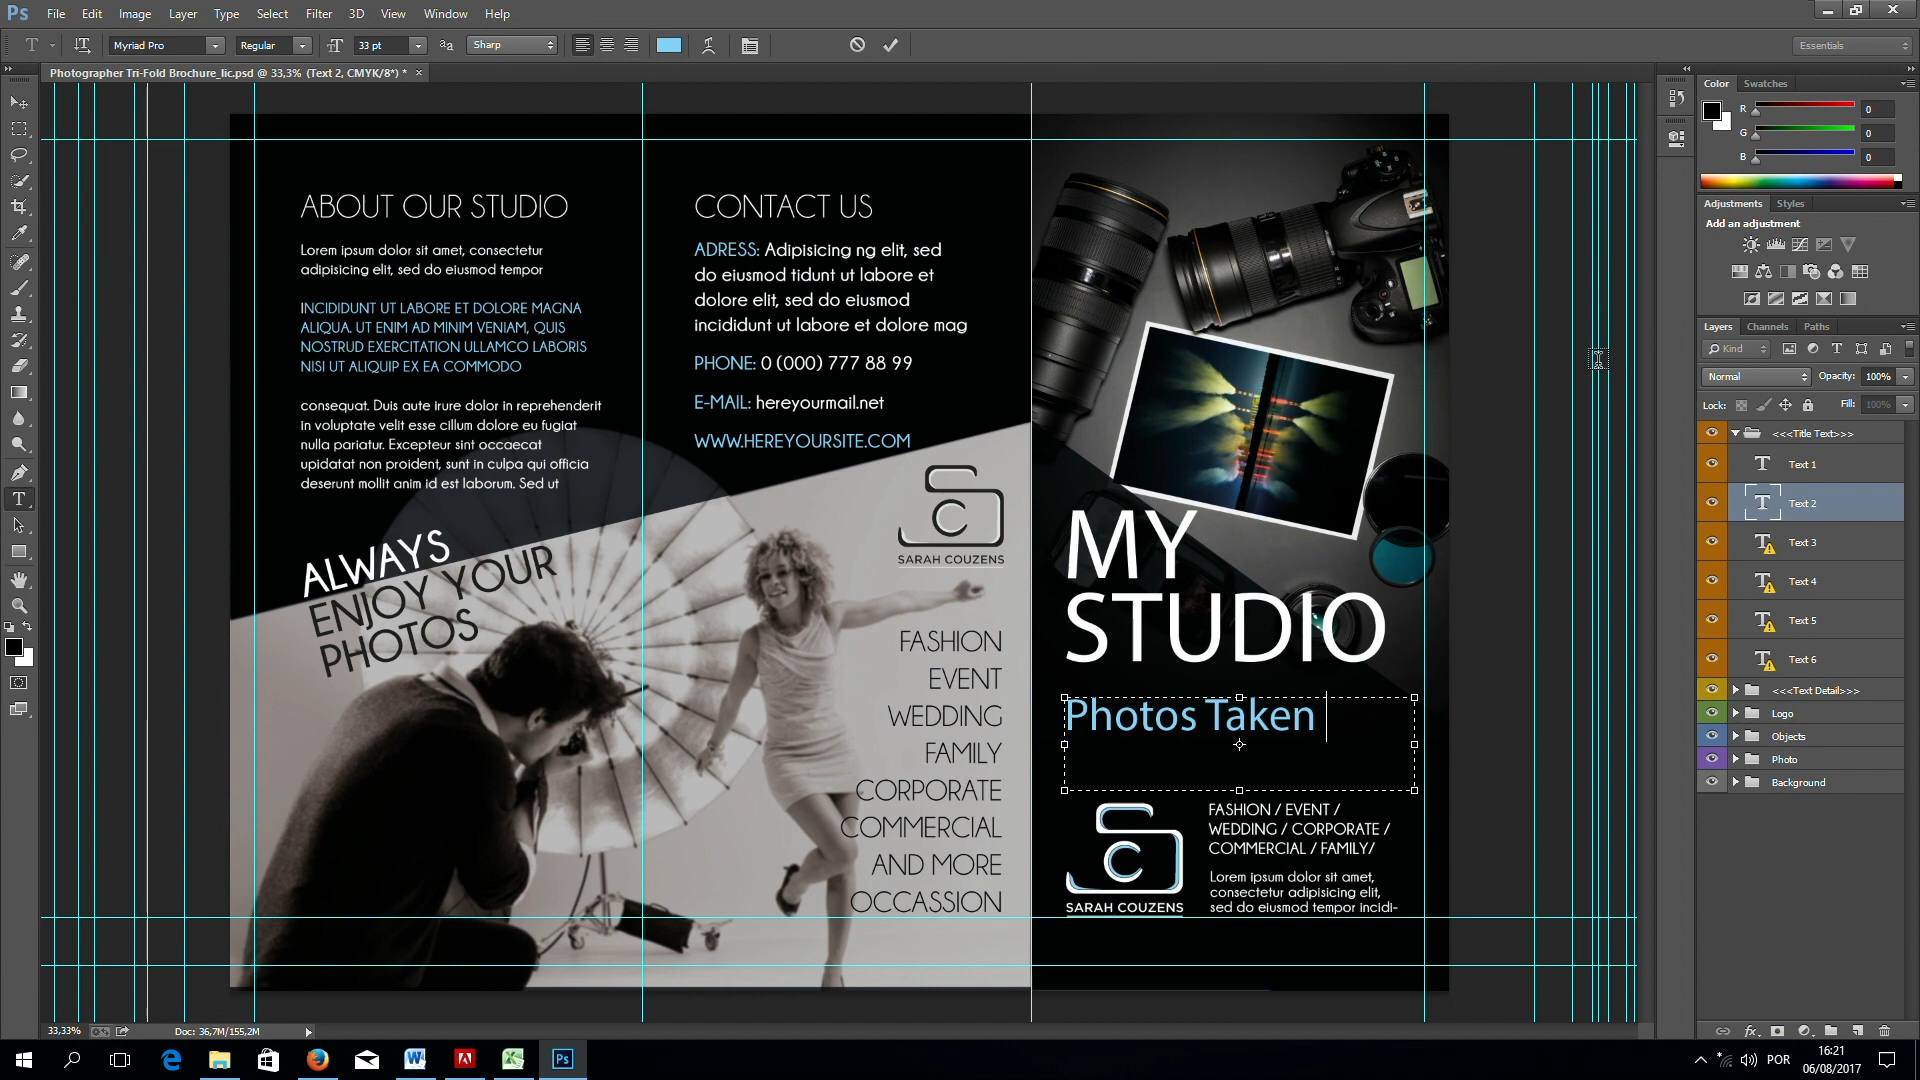 Ps File Edit Image Layer Type Select Filter 3D View Window Help
Myriad Pro Regular 33 pt Sharp Essentials
Photographer Tri-Fold Brochure_lic.psd @ 33,3% (Text 2, CMYK/8*) * ×
ABOUT OUR STUDIO
Lorem ipsum dolor sit amet, consectetur
adipisicing elit, sed do eiusmod tempor
INCIDIDUNT UT LABORE ET DOLORE MAGNA
ALIQUA. UT ENIM AD MINIM VENIAM, QUIS
NOSTRUD EXERCITATION ULLAMCO LABORIS
NISI UT ALIQUIP EX EA COMMODO
consequat. Duis aute irure dolor in reprehenderit
in voluptate velit esse cillum dolore eu fugiat
nulla pariatur. Excepteur sint occaecat
upidatat non proident, sunt in culpa qui officia
deserunt mollit anim id est laborum. Sed ut
ALWAYS
ENJOY YOUR
PHOTOS
CONTACT US
ADRESS: Adipisicing ng elit, sed
do eiusmod tidunt ut labore et
dolore elit, sed do eiusmod
incididunt ut labore et dolore mag
PHONE: 0 (000) 777 88 99
E-MAIL: hereyourmail.net
WWW.HEREYOURSITE.COM
SC
SARAH COUZENS
FASHION
EVENT
WEDDING
FAMILY
CORPORATE
COMMERCIAL
AND MORE
OCCASSION
MY
STUDIO
Photos Taken
SC
SARAH COUZENS
FASHION / EVENT /
WEDDING / CORPORATE /
COMMERCIAL / FAMILY/
Lorem ipsum dolor sit amet,
consectetur adipisicing elit,
sed do eiusmod tempor incidi-
Color Swatches
R 0
G 0
B 0
Adjustments Styles
Add an adjustment
Layers Channels Paths
Kind
Normal Opacity: 100%
Lock: Fill: 100%
<<<Title Text>>>
Text 1
Text 2
Text 3
Text 4
Text 5
Text 6
<<<Text Detail>>>
Logo
Objects
Photo
Background
33,33% Doc: 36,7M/155,2M
POR 16:21
06/08/2017